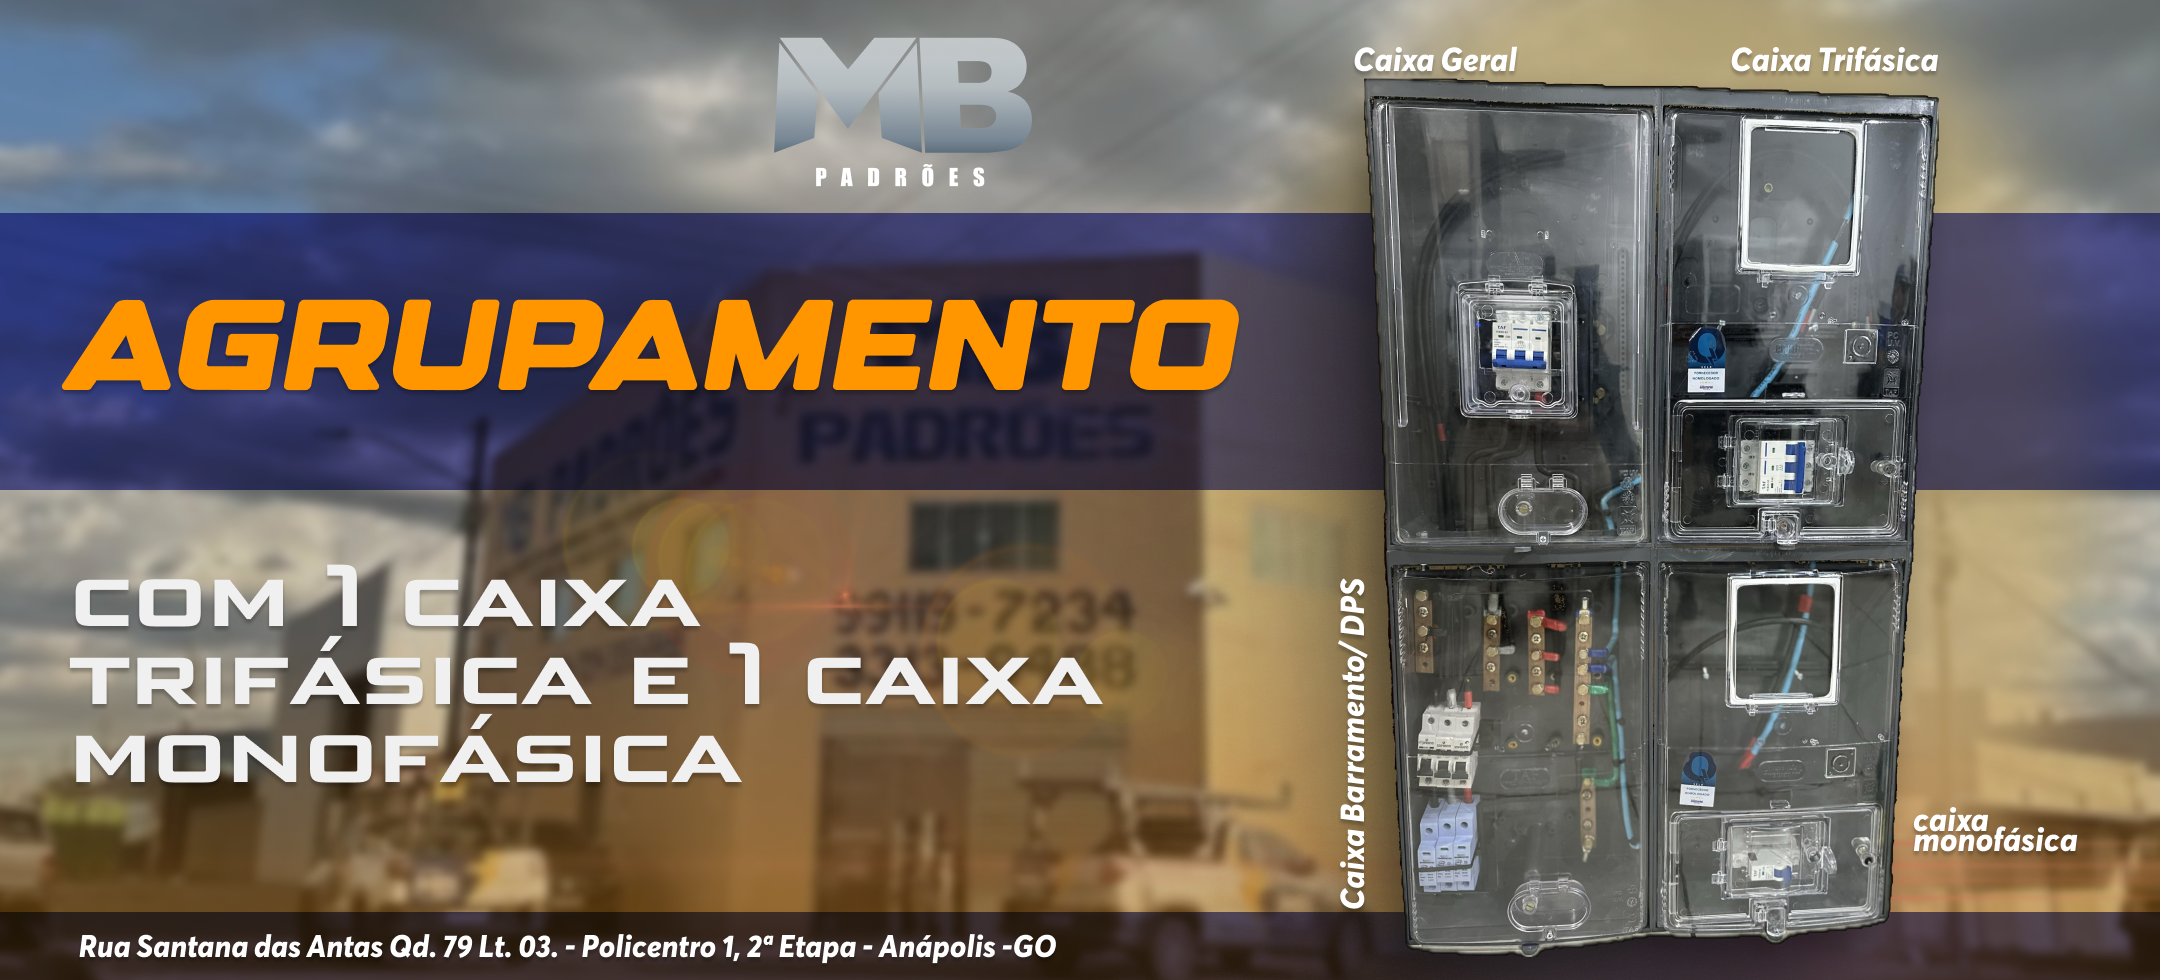 MB
PADRÕES
Caixa Geral
Caixa Trifásica
AGRUPAMENTO
PADRÕES
COM 1 CAIXA
TRIFÁSICA E 1 CAIXA
MONOFÁSICA
Caixa Barramento/ DPS
caixa
monofásica
Rua Santana das Antas Qd. 79 Lt. 03. - Policentro 1, 2ª Etapa - Anápolis -GO